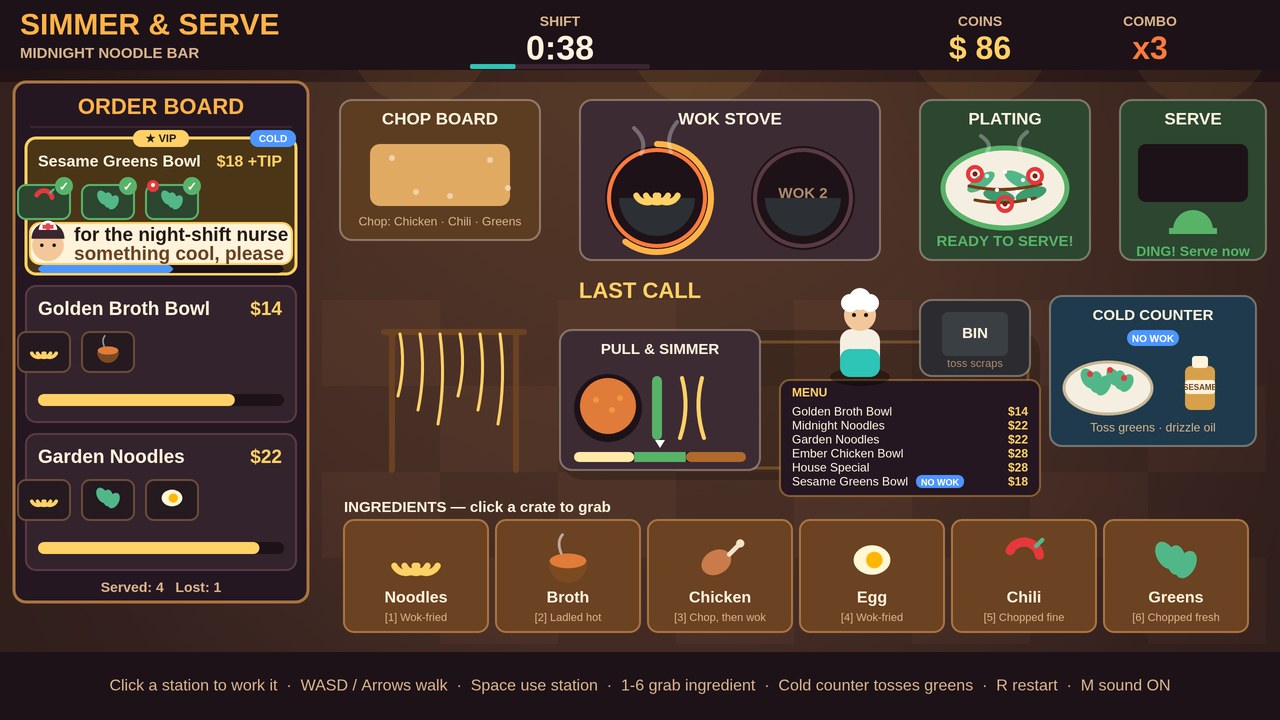 SIMMER & SERVE
MIDNIGHT NOODLE BAR
SHIFT
0:38
COINS
$ 86
COMBO
x3
ORDER BOARD
★ VIP
COLD
Sesame Greens Bowl $18 +TIP
for the night-shift nurse
something cool, please
Golden Broth Bowl $14
Garden Noodles $22
Served: 4 Lost: 1
CHOP BOARD
Chop: Chicken · Chili · Greens
WOK STOVE
WOK 2
PLATING
READY TO SERVE!
SERVE
DING! Serve now
LAST CALL
PULL & SIMMER
BIN
toss scraps
COLD COUNTER
NO WOK
SESAME
Toss greens · drizzle oil
MENU
Golden Broth Bowl $14
Midnight Noodles $22
Garden Noodles $22
Ember Chicken Bowl $28
House Special $28
Sesame Greens Bowl NO WOK $18
INGREDIENTS — click a crate to grab
Noodles
[1] Wok-fried
Broth
[2] Ladled hot
Chicken
[3] Chop, then wok
Egg
[4] Wok-fried
Chili
[5] Chopped fine
Greens
[6] Chopped fresh
Click a station to work it · WASD / Arrows walk · Space use station · 1-6 grab ingredient · Cold counter tosses greens · R restart · M sound ON